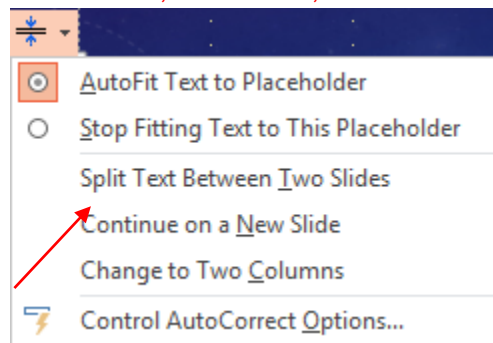 AutoFit Text to Placeholder
Stop Fitting Text to This Placeholder
Split Text Between Two Slides
Continue on a New Slide
Change to Two Columns
Control AutoCorrect Options...